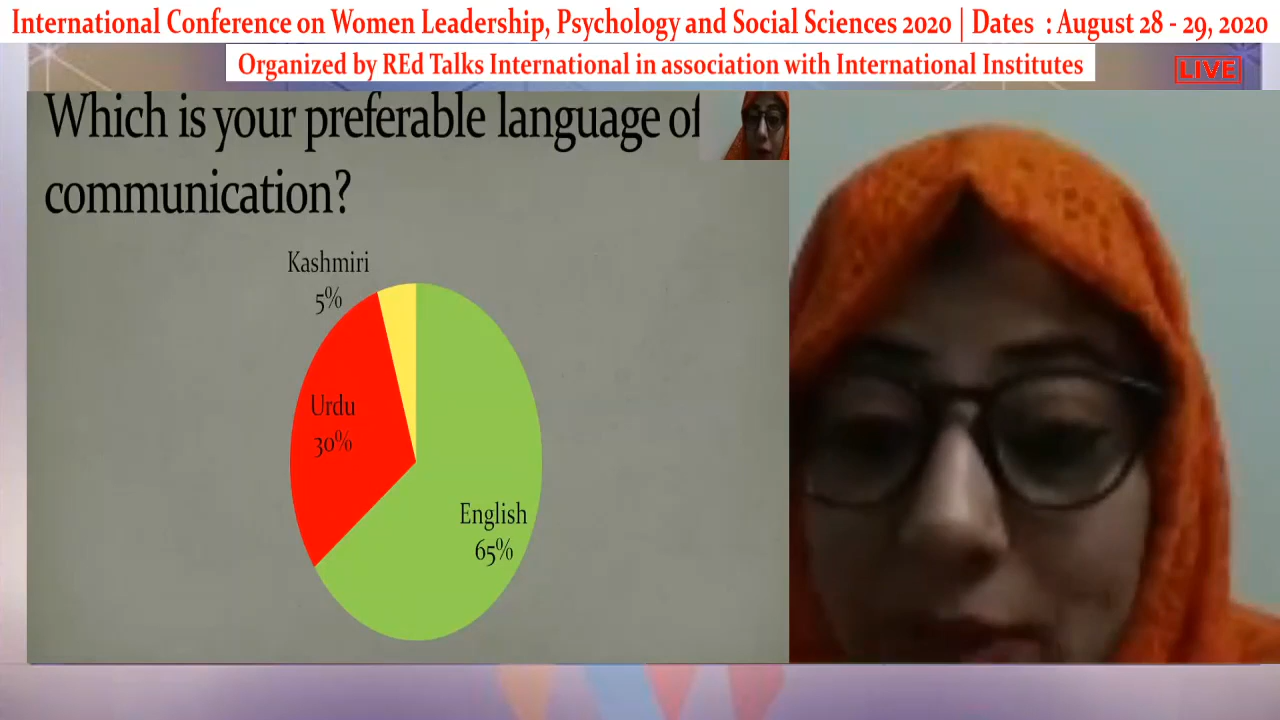 International Conference on Women Leadership, Psychology and Social Sciences 2020 | Dates : August 28 - 29, 2020
Organized by REd Talks International in association with International Institutes
LIVE
Which is your preferable language of
communication?
Kashmiri
5%
Urdu
30%
English
65%